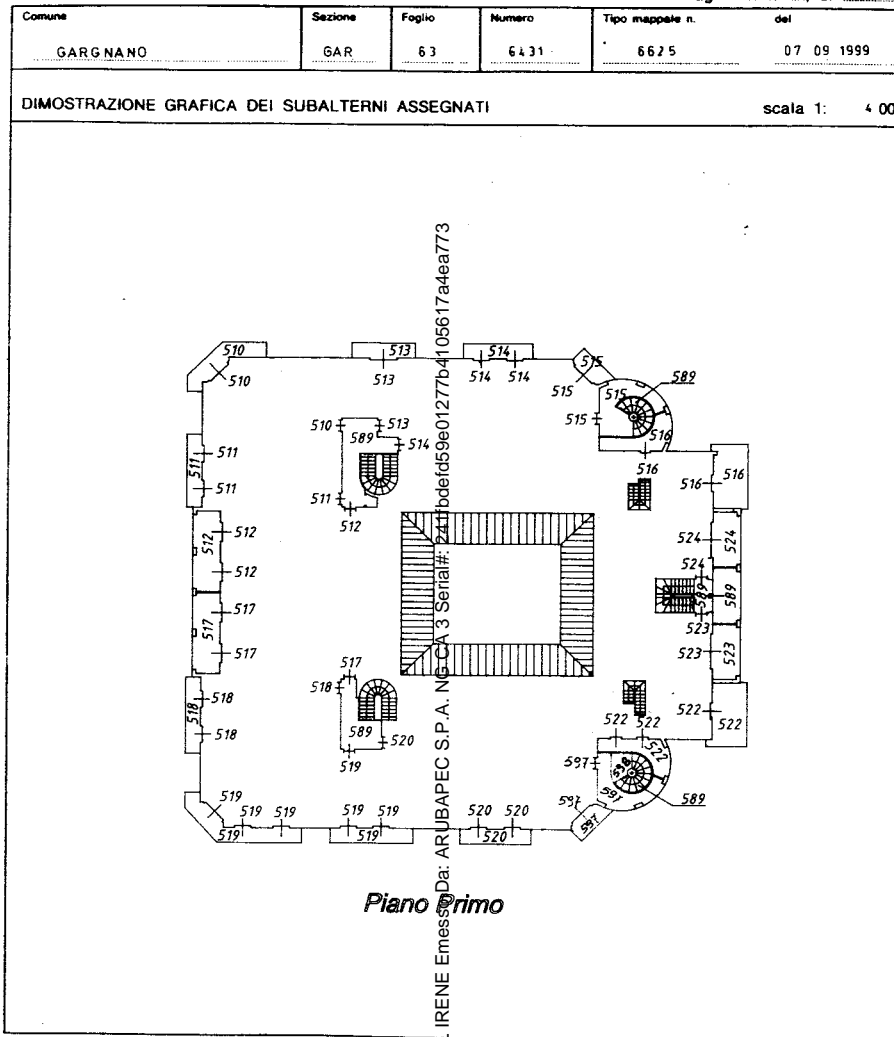 Comune Sezione Foglio Numero Tipo mappale n. del
GARGNANO GAR 63 6431 6625 07 09 1999
DIMOSTRAZIONE GRAFICA DEI SUBALTERNI ASSEGNATI scala 1: 400
510 513 514 515
510 513 514 514 515 589
515 515
510 513 516
511 511 589 514 516 516 516
511 511
512
512 512 524 524
524
512 589 589
517 517 523
523 523
517 517
518 518 518
522 522 522 522
518 589 520 522
519 597 598
519 519 519 519 519 520 520 597 597 589
519 519 520 597
Piano Primo
IRENE Emesso Da: ARUBAPEC S.P.A. NG CA 3 Serial#: 241fbdefd59e01277b4105617a4ea773